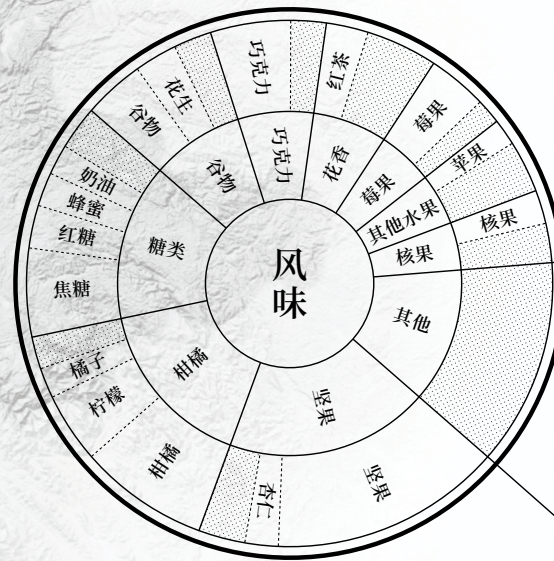 风味
巧克力
花香
莓果
其他水果
核果
其他
坚果
柑橘
糖类
谷物
巧克力
红茶
莓果
苹果
核果
坚果
杏仁
柑橘
柠檬
橘子
焦糖
红糖
蜂蜜
奶油
谷物
花生